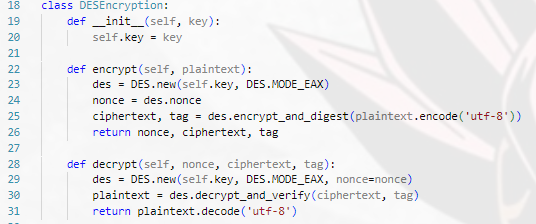 18 class DESEncryption:
19     def __init__(self, key):
20         self.key = key
21
22     def encrypt(self, plaintext):
23         des = DES.new(self.key, DES.MODE_EAX)
24         nonce = des.nonce
25         ciphertext, tag = des.encrypt_and_digest(plaintext.encode('utf-8'))
26         return nonce, ciphertext, tag
27
28     def decrypt(self, nonce, ciphertext, tag):
29         des = DES.new(self.key, DES.MODE_EAX, nonce=nonce)
30         plaintext = des.decrypt_and_verify(ciphertext, tag)
31         return plaintext.decode('utf-8')